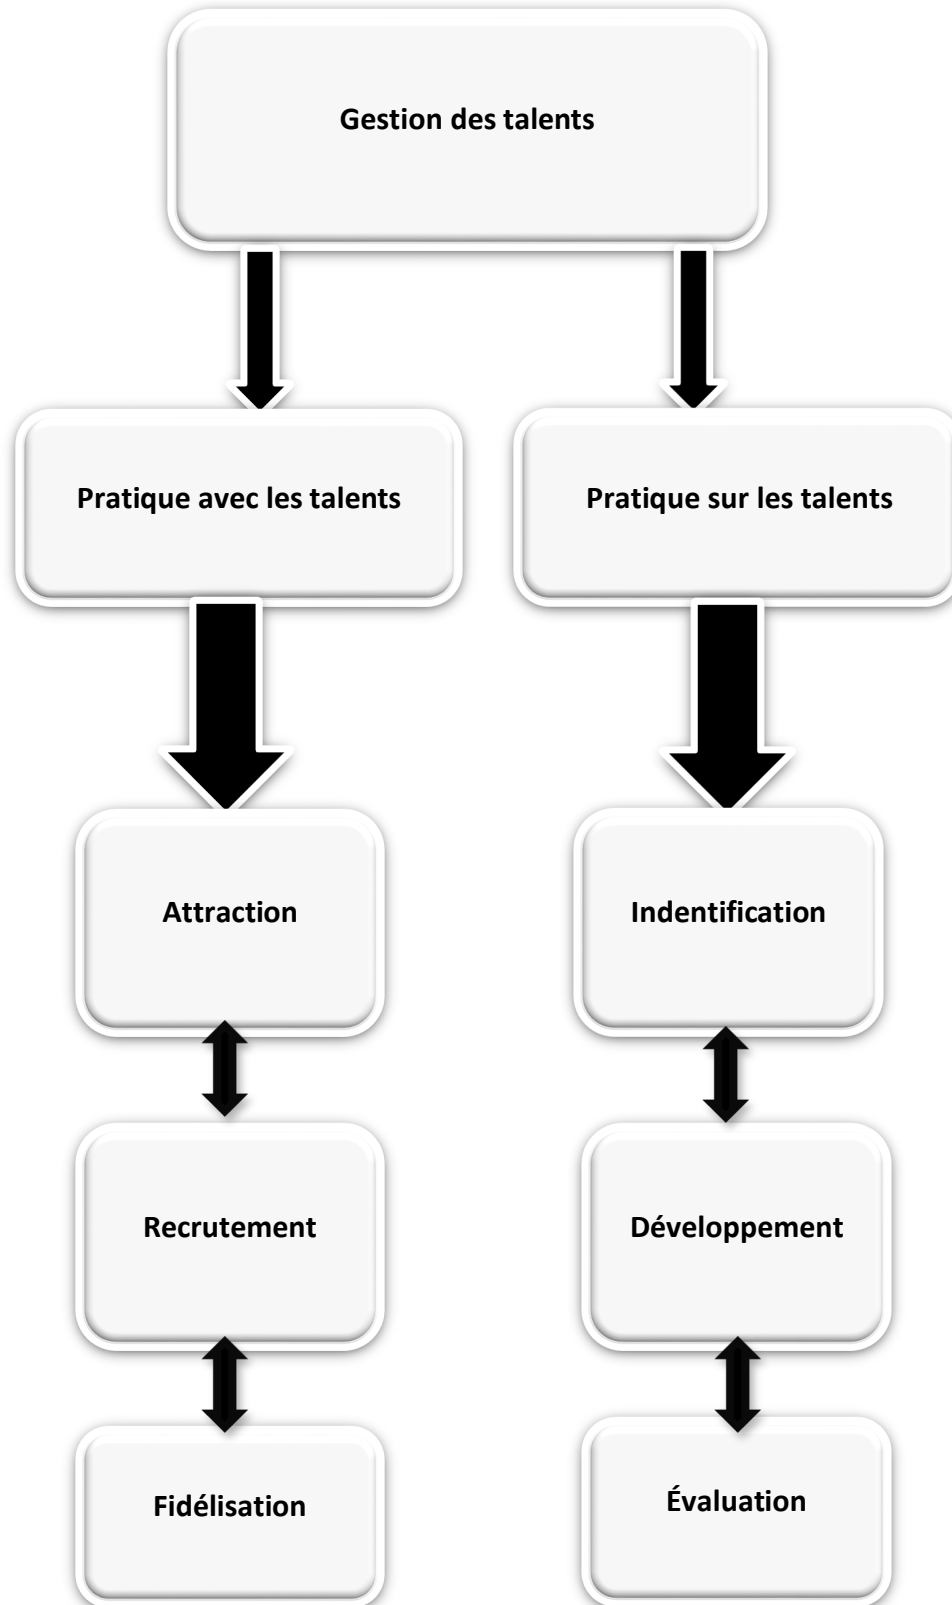 Gestion des talents
Pratique avec les talents
Pratique sur les talents
Attraction
Indentification
Recrutement
Développement
Fidélisation
Évaluation